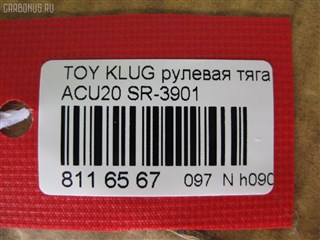 CARBONUS.RU
TOY KLUG рулевая тяга
ACU20 SR-3901
811 65 67 097 N h090